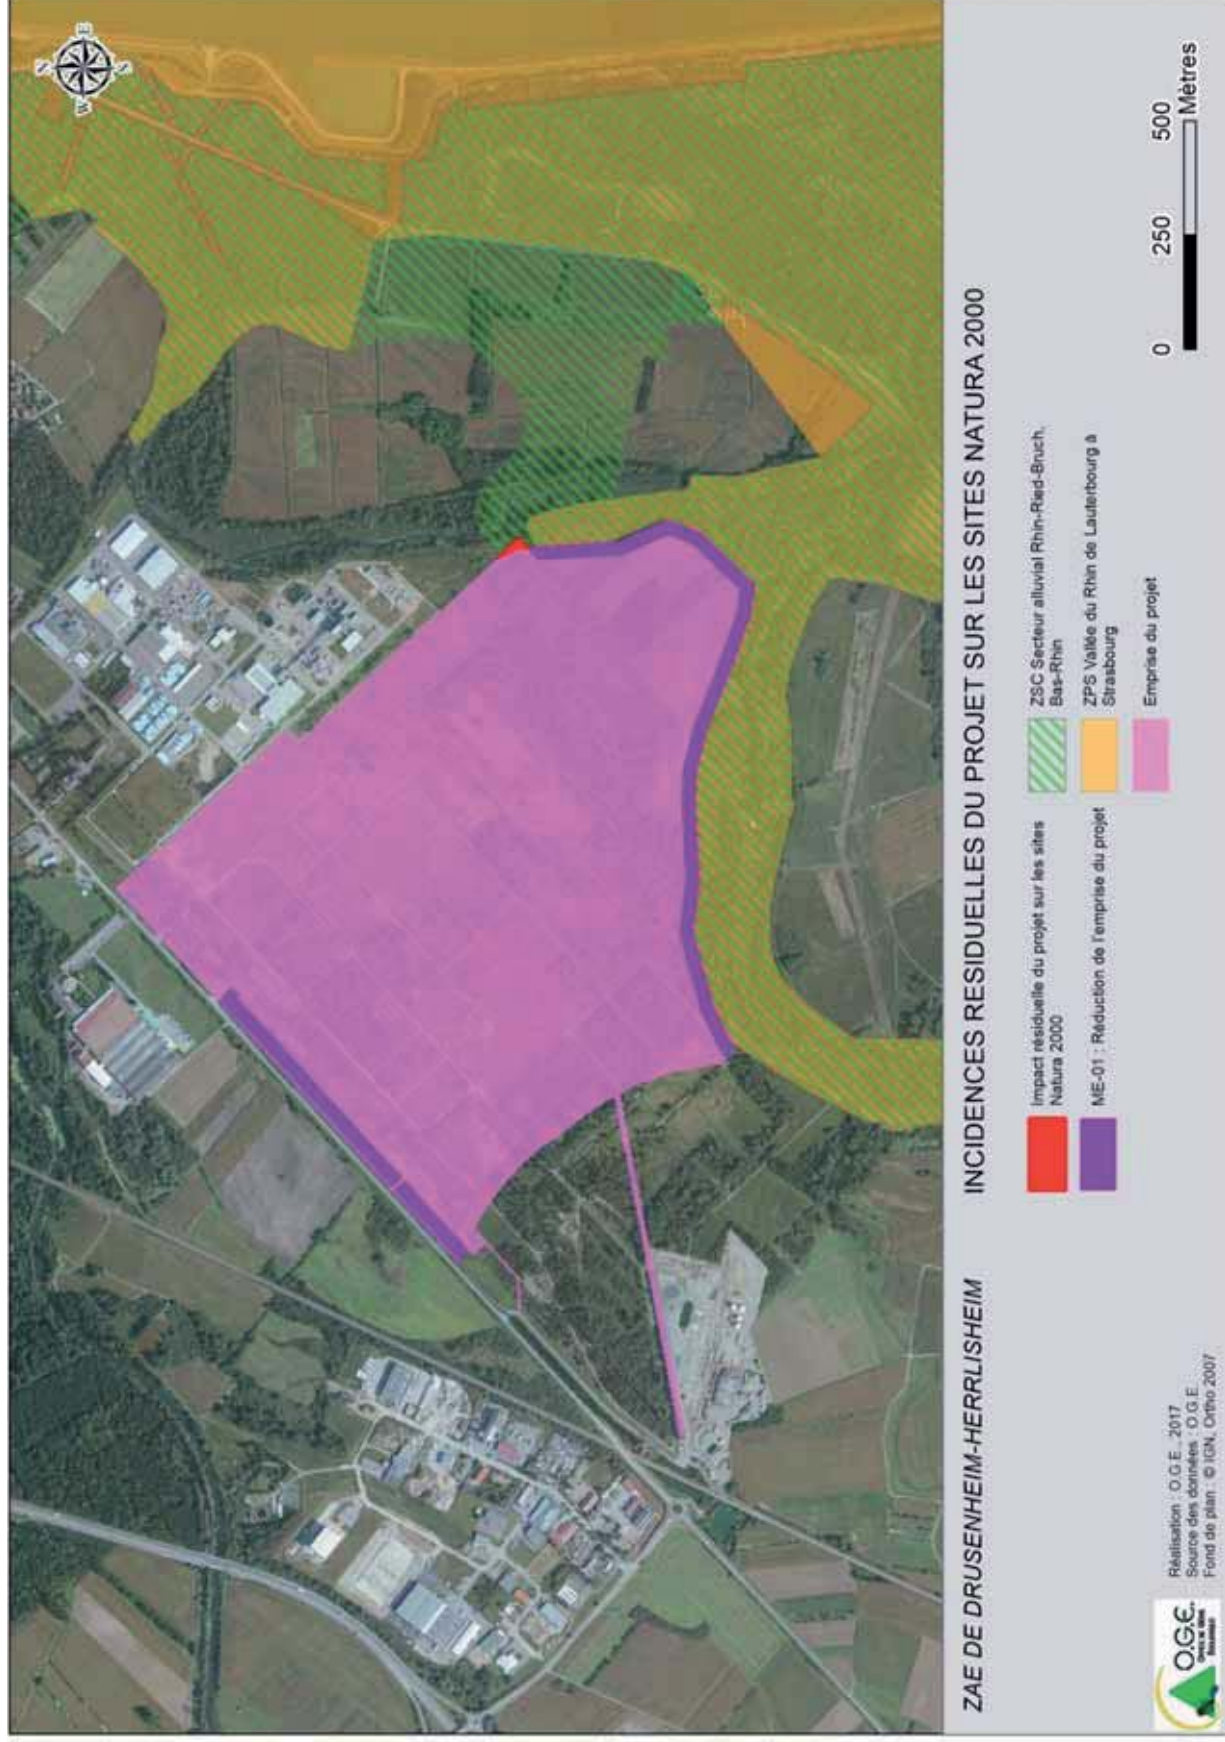 ZAE DE DRUSENHEIM-HERRLISHEIM
INCIDENCES RESIDUELLES DU PROJET SUR LES SITES NATURA 2000
Impact résiduelle du projet sur les sites
Natura 2000
ME-01 : Réduction de l'emprise du projet
ZSC Secteur alluvial Rhin-Ried-Bruch,
Bas-Rhin
ZPS Vallée du Rhin de Lauterbourg à
Strasbourg
Emprise du projet
0 250 500
Mètres
Réalisation : O.G.E., 2017
Source des données : O.G.E.
Fond de plan : © IGN, Ortho 2007
O.G.E.
N
E
S
W